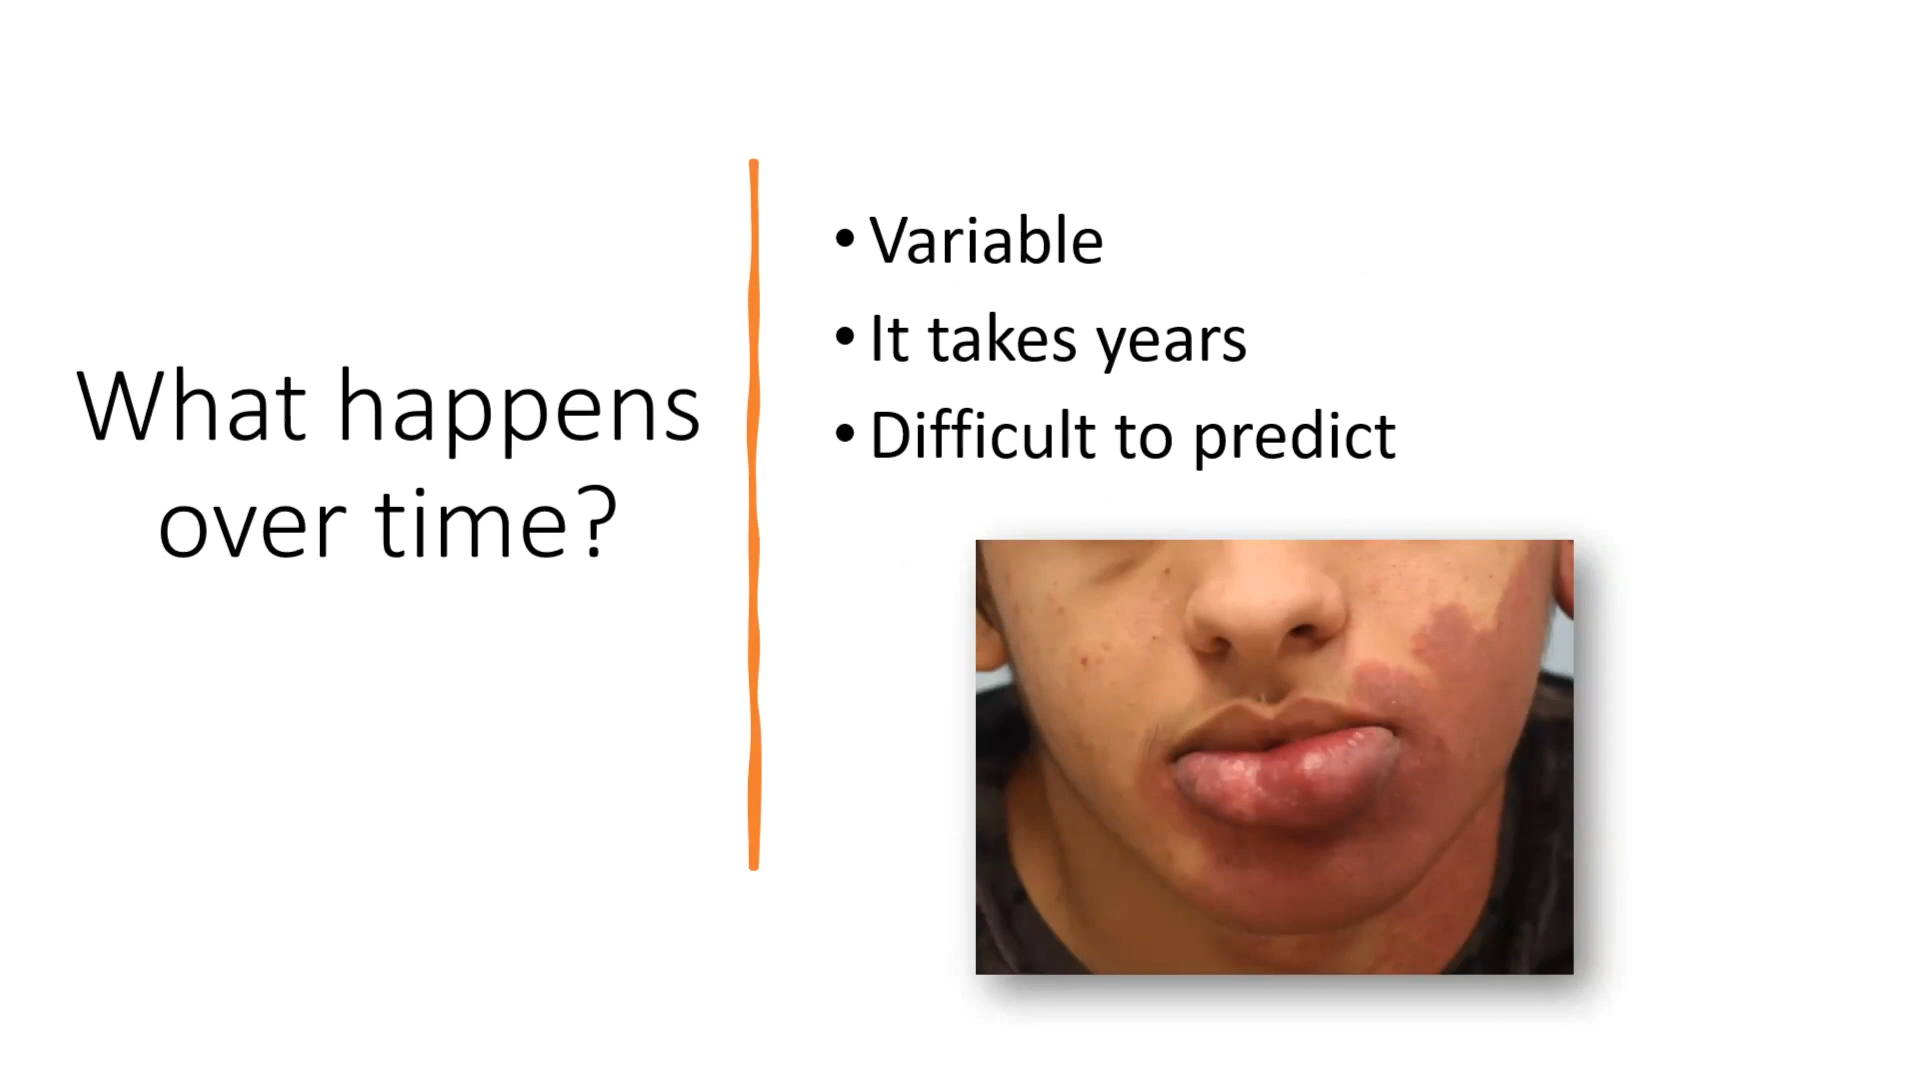 What happens
over time?
• Variable
• It takes years
• Difficult to predict